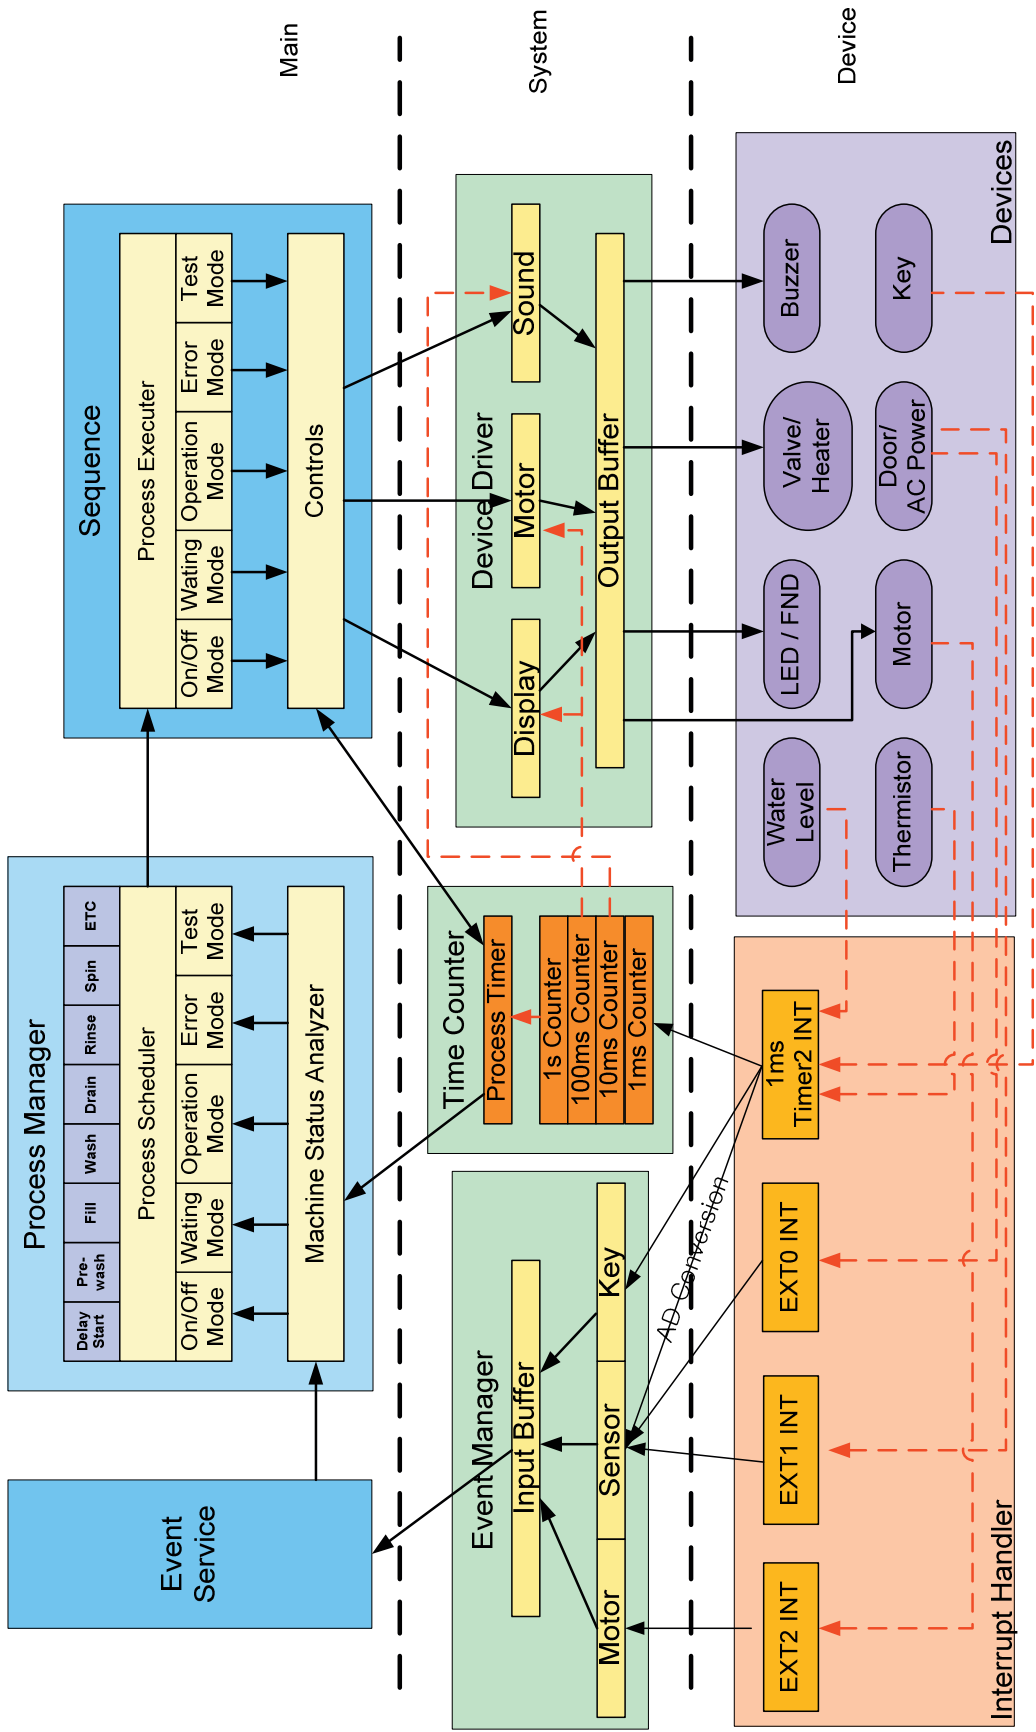 Event
Service
Process Manager
Delay
Start
Pre-
wash
Fill
Wash
Drain
Rinse
Spin
ETC
Process Scheduler
On/Off
Mode
Wating
Mode
Operation
Mode
Error
Mode
Test
Mode
Machine Status Analyzer
Sequence
Process Executer
On/Off
Mode
Wating
Mode
Operation
Mode
Error
Mode
Test
Mode
Controls
Main
Event Manager
Input Buffer
Motor
Sensor
Key
Time Counter
Process Timer
1s Counter
100ms Counter
10ms Counter
1ms Counter
Device Driver
Display
Motor
Sound
Output Buffer
System
AD Conversion
EXT2 INT
EXT1 INT
EXT0 INT
1ms
Timer2 INT
Interrupt Handler
Water
Level
LED / FND
Valve/
Heater
Buzzer
Thermistor
Motor
Door/
AC Power
Key
Devices
Device